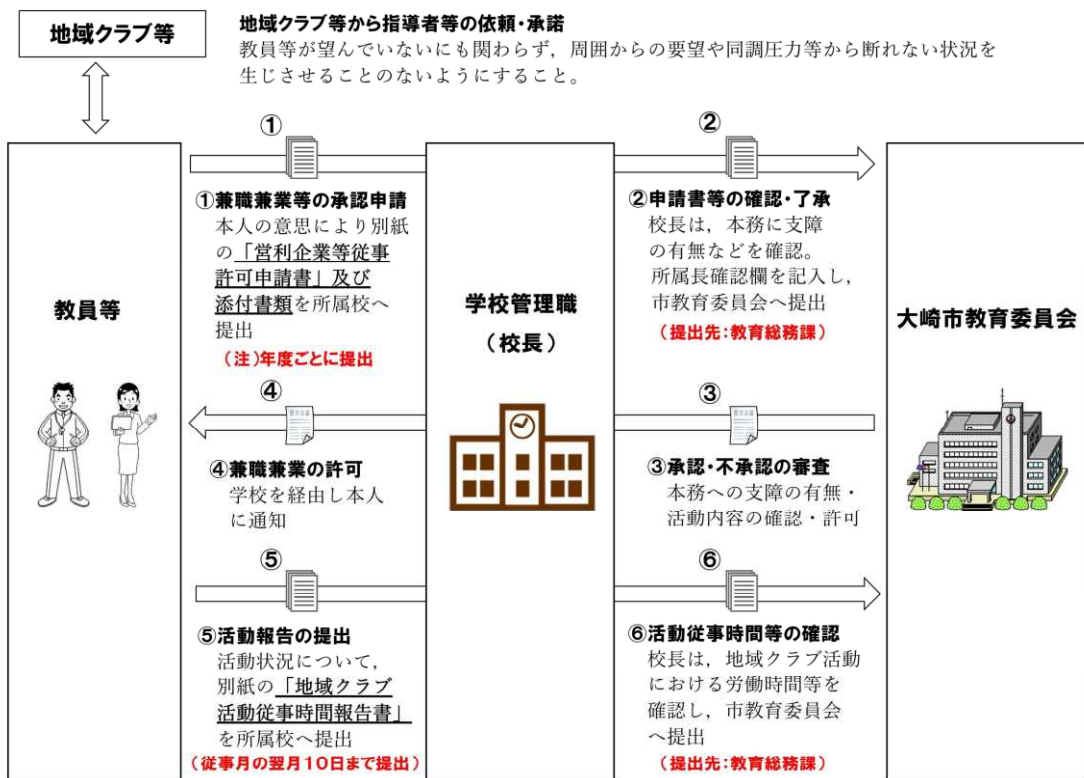 地域クラブ等
地域クラブ等から指導者等の依頼・承諾
教員等が望んでいないにも関わらず，周囲からの要望や同調圧力等から断れない状況を
生じさせることのないようにすること。
教員等
学校管理職
（校長）
大崎市教育委員会
①
①兼職兼業等の承認申請
本人の意思により別紙
の「営利企業等従事
許可申請書」及び
添付書類を所属校へ
提出
（注）年度ごとに提出
②
②申請書等の確認・了承
校長は，本務に支障
の有無などを確認。
所属長確認欄を記入し，
市教育委員会へ提出
（提出先：教育総務課）
③
③承認・不承認の審査
本務への支障の有無・
活動内容の確認・許可
④
④兼職兼業の許可
学校を経由し本人
に通知
⑤
⑤活動報告の提出
活動状況について，
別紙の「地域クラブ
活動従事時間報告書」
を所属校へ提出
（従事月の翌月１０日まで提出）
⑥
⑥活動従事時間等の確認
校長は，地域クラブ活動
における労働時間等を
確認し，市教育委員会
へ提出
（提出先：教育総務課）